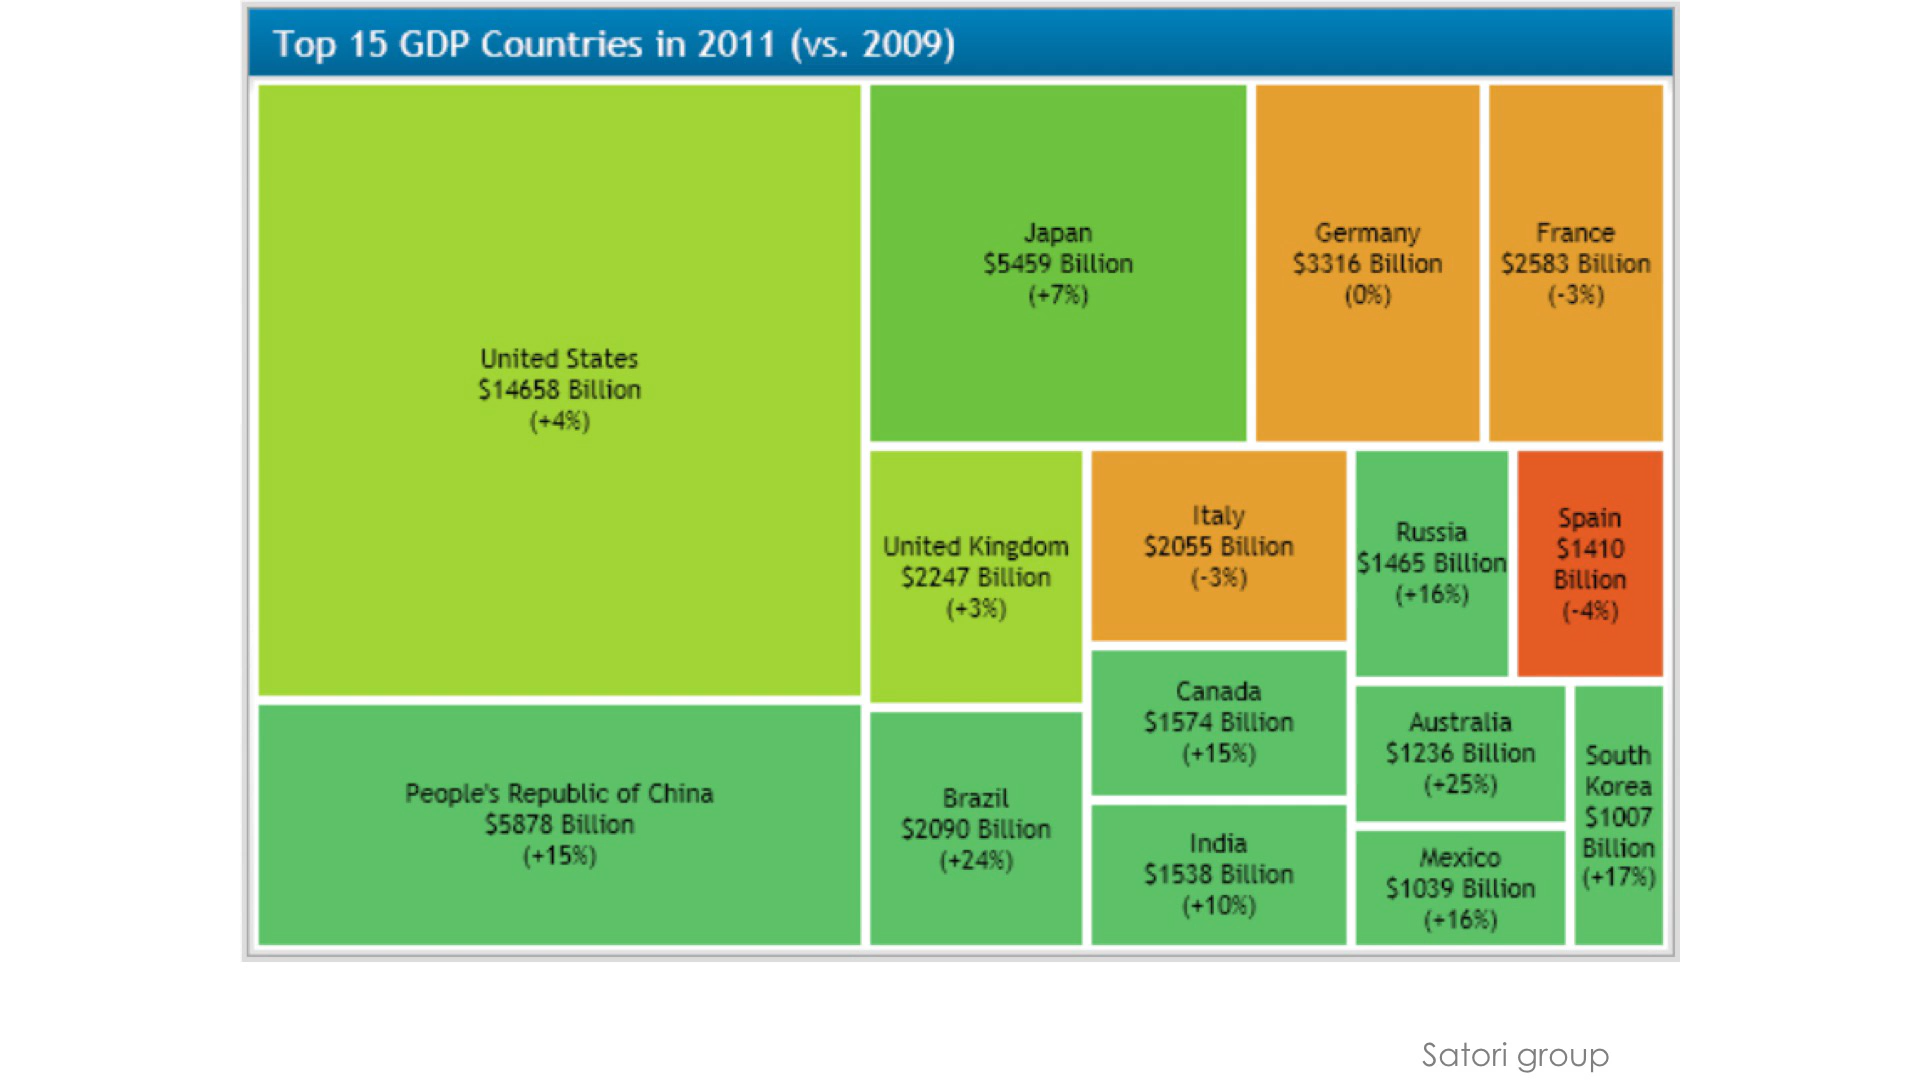 Top 15 GDP Countries in 2011 (vs. 2009)
United States
$14658 Billion
(+4%)
People's Republic of China
$5878 Billion
(+15%)
Japan
$5459 Billion
(+7%)
Germany
$3316 Billion
(0%)
France
$2583 Billion
(-3%)
United Kingdom
$2247 Billion
(+3%)
Brazil
$2090 Billion
(+24%)
Italy
$2055 Billion
(-3%)
Canada
$1574 Billion
(+15%)
India
$1538 Billion
(+10%)
Russia
$1465 Billion
(+16%)
Spain
$1410
Billion
(-4%)
Australia
$1236 Billion
(+25%)
Mexico
$1039 Billion
(+16%)
South
Korea
$1007
Billion
(+17%)
Satori group